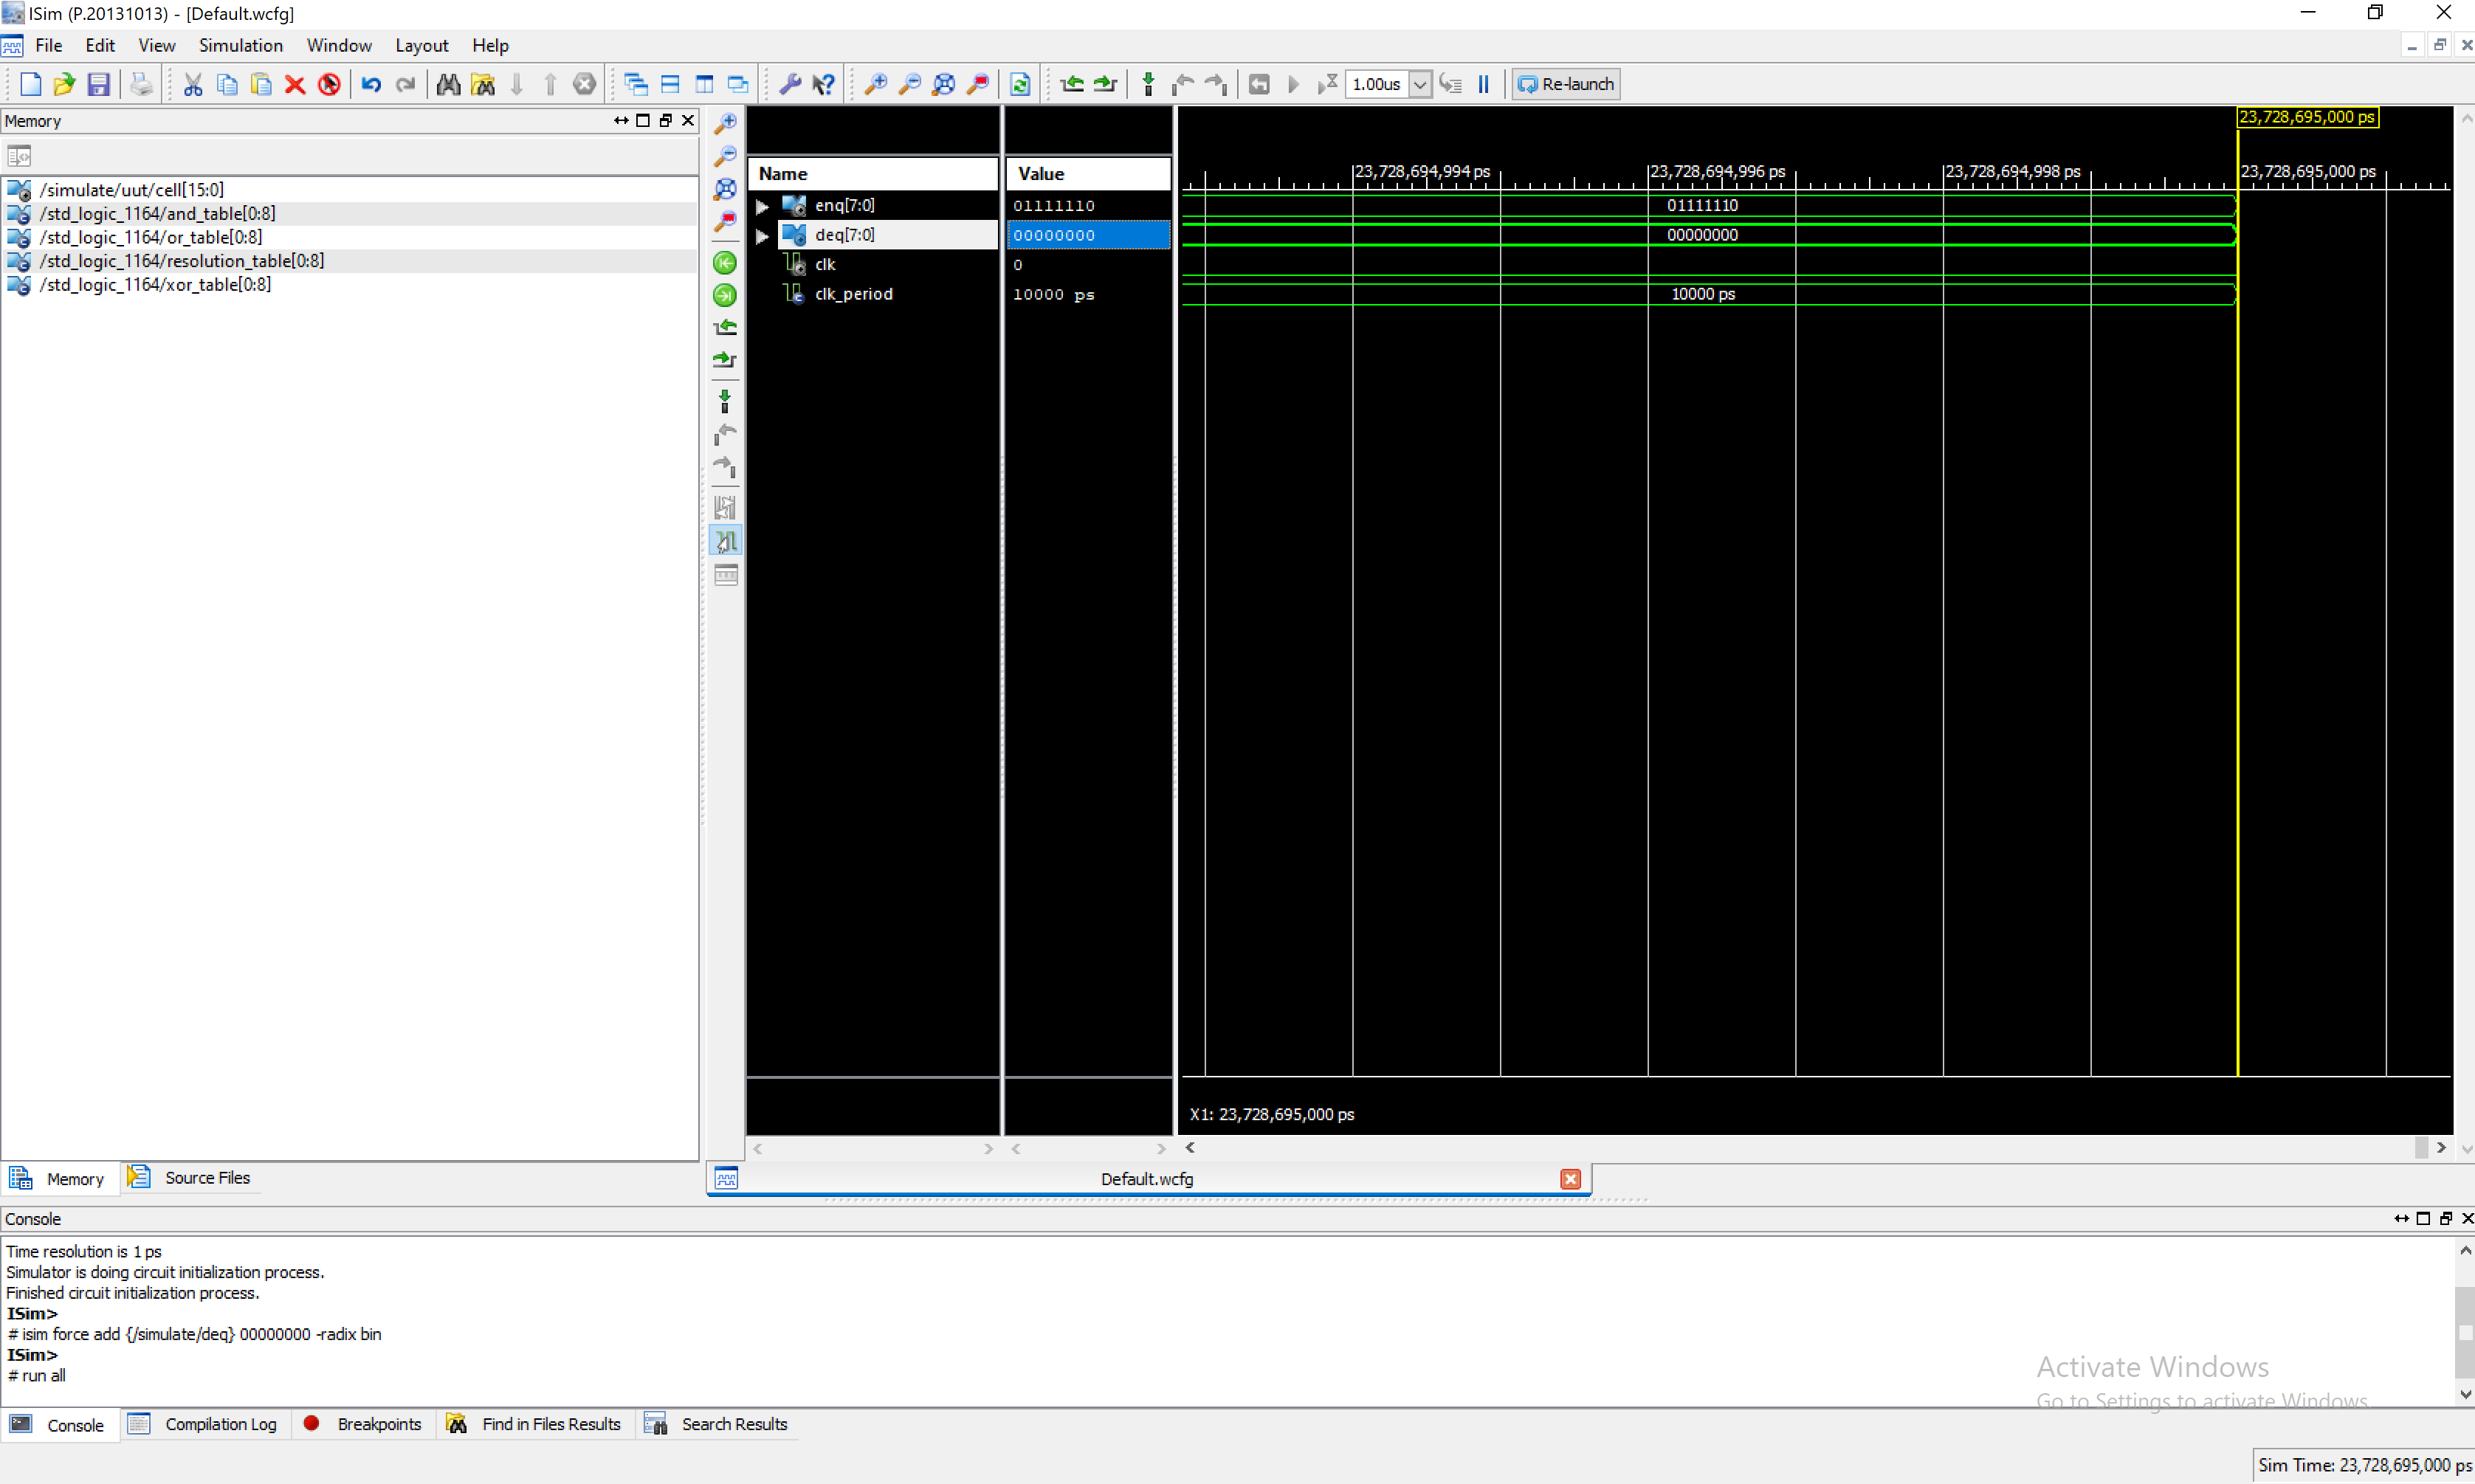 ISim (P.20131013) - [Default.wcfg]
File Edit View Simulation Window Layout Help
1.00us Re-launch
Memory
/simulate/uut/cell[15:0]
/std_logic_1164/and_table[0:8]
/std_logic_1164/or_table[0:8]
/std_logic_1164/resolution_table[0:8]
/std_logic_1164/xor_table[0:8]
Memory Source Files
Name Value
enq[7:0] 01111110
deq[7:0] 00000000
clk 0
clk_period 10000 ps
23,728,695,000 ps
23,728,694,994 ps 23,728,694,996 ps 23,728,694,998 ps 23,728,695,000 ps
01111110
00000000
10000 ps
X1: 23,728,695,000 ps
Default.wcfg
Console
Time resolution is 1 ps
Simulator is doing circuit initialization process.
Finished circuit initialization process.
ISim>
# isim force add {/simulate/deq} 00000000 -radix bin
ISim>
# run all
Activate Windows
Go to Settings to activate Windows.
Console Compilation Log Breakpoints Find in Files Results Search Results
Sim Time: 23,728,695,000 ps